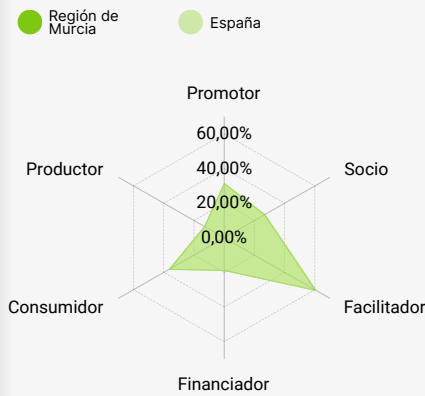 Región de
Murcia
España
Promotor
60,00%
Productor
40,00%
Socio
20,00%
0,00%
Consumidor
Facilitador
Financiador